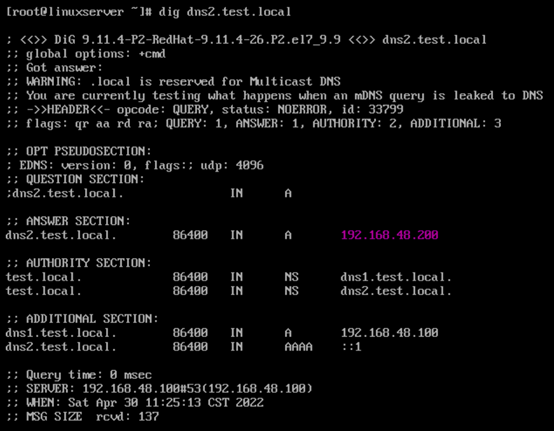 [root@linuxserver ~]# dig dns2.test.local
; <<>> DiG 9.11.4-P2-RedHat-9.11.4-26.P2.el7_9.9 <<>> dns2.test.local
;; global options: +cmd
;; Got answer:
;; WARNING: .local is reserved for Multicast DNS
;; You are currently testing what happens when an mDNS query is leaked to DNS
;; ->>HEADER<<- opcode: QUERY, status: NOERROR, id: 33799
;; flags: qr aa rd ra; QUERY: 1, ANSWER: 1, AUTHORITY: 2, ADDITIONAL: 3
;; OPT PSEUDOSECTION:
; EDNS: version: 0, flags:; udp: 4096
;; QUESTION SECTION:
;dns2.test.local. IN A
;; ANSWER SECTION:
dns2.test.local. 86400 IN A 192.168.48.200
;; AUTHORITY SECTION:
test.local. 86400 IN NS dns1.test.local.
test.local. 86400 IN NS dns2.test.local.
;; ADDITIONAL SECTION:
dns1.test.local. 86400 IN A 192.168.48.100
dns2.test.local. 86400 IN AAAA ::1
;; Query time: 0 msec
;; SERVER: 192.168.48.100#53(192.168.48.100)
;; WHEN: Sat Apr 30 11:25:13 CST 2022
;; MSG SIZE rcvd: 137